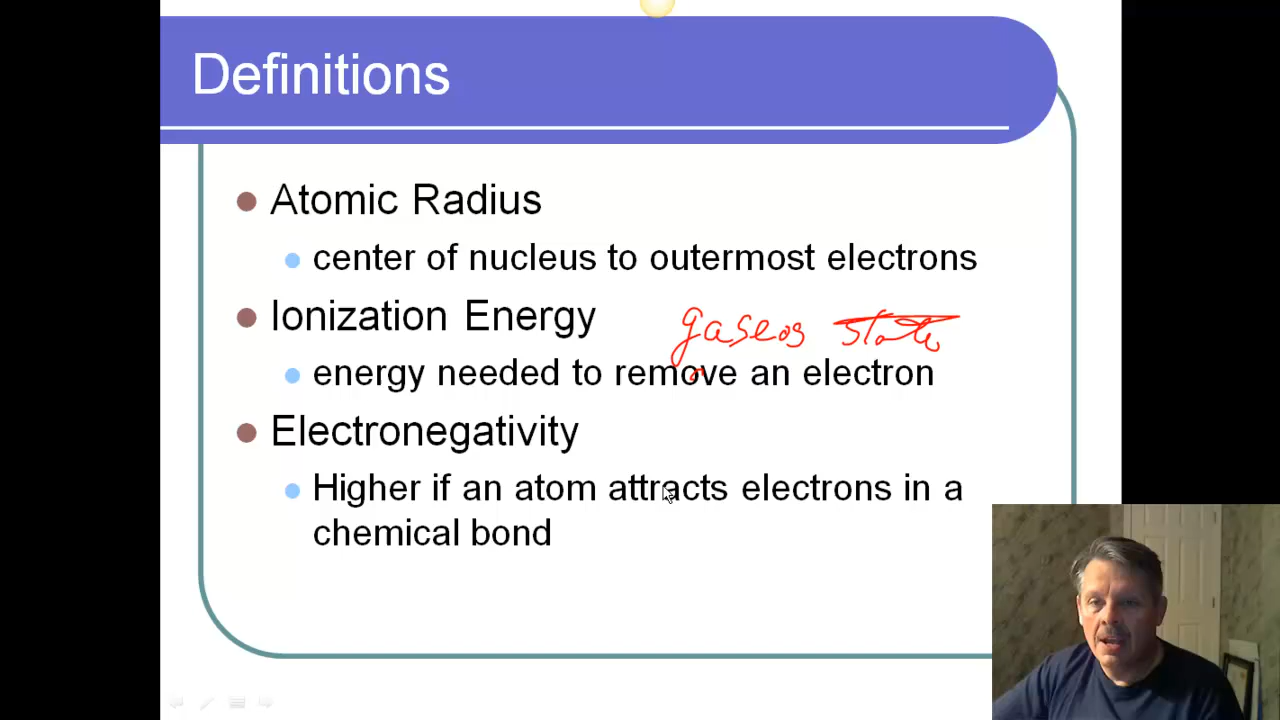 Definitions
Atomic Radius
center of nucleus to outermost electrons
Ionization Energy
gaseos state
energy needed to remove an electron
Electronegativity
Higher if an atom attracts electrons in a
chemical bond